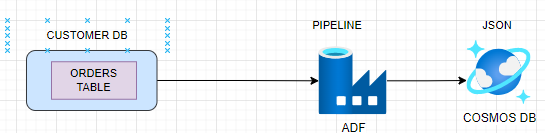 CUSTOMER DB
PIPELINE
JSON
ORDERS
TABLE
ADF
COSMOS DB